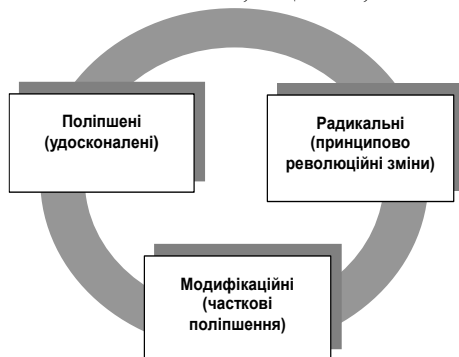 Поліпшені
(удосконалені)
Радикальні
(принципово
революційні зміни)
Модифікаційні
(часткові
поліпшення)